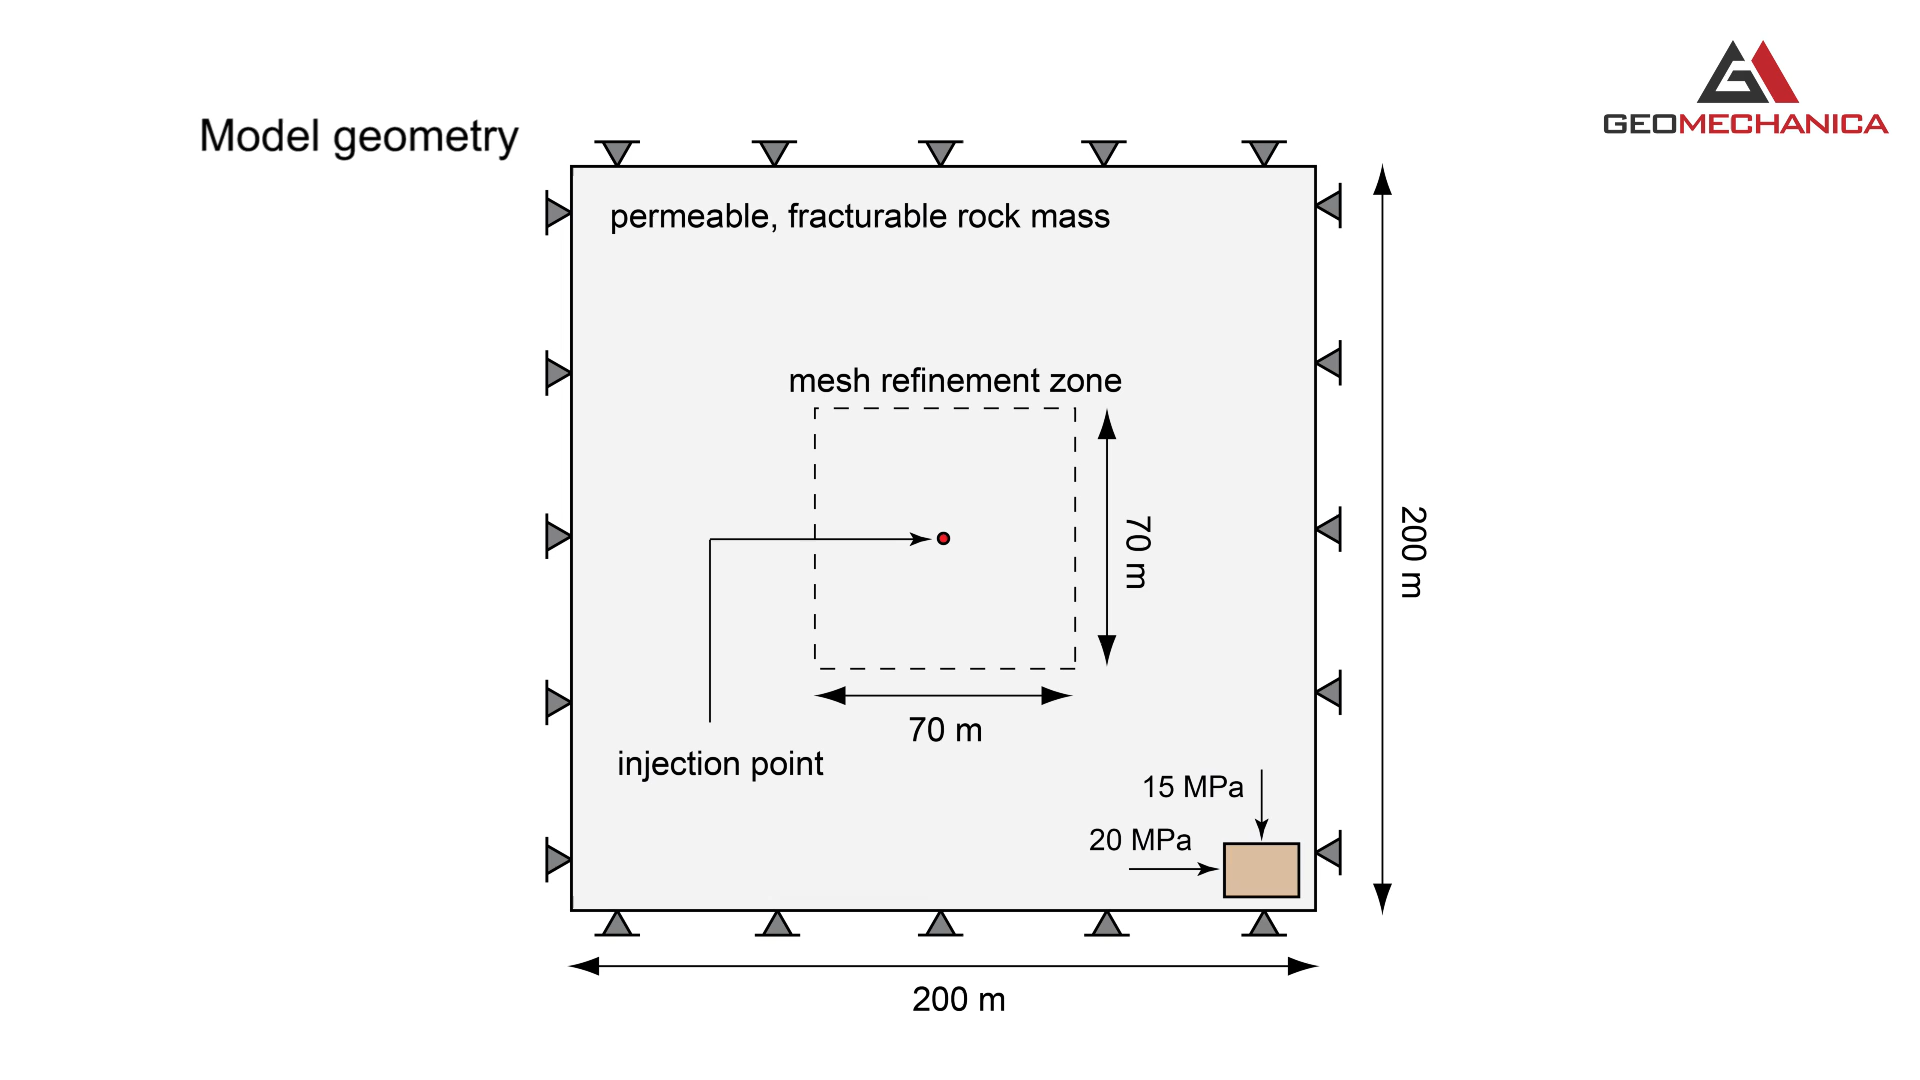 Model geometry
GEOMECHANICA
permeable, fracturable rock mass
mesh refinement zone
70 m
200 m
70 m
injection point
15 MPa
20 MPa
200 m